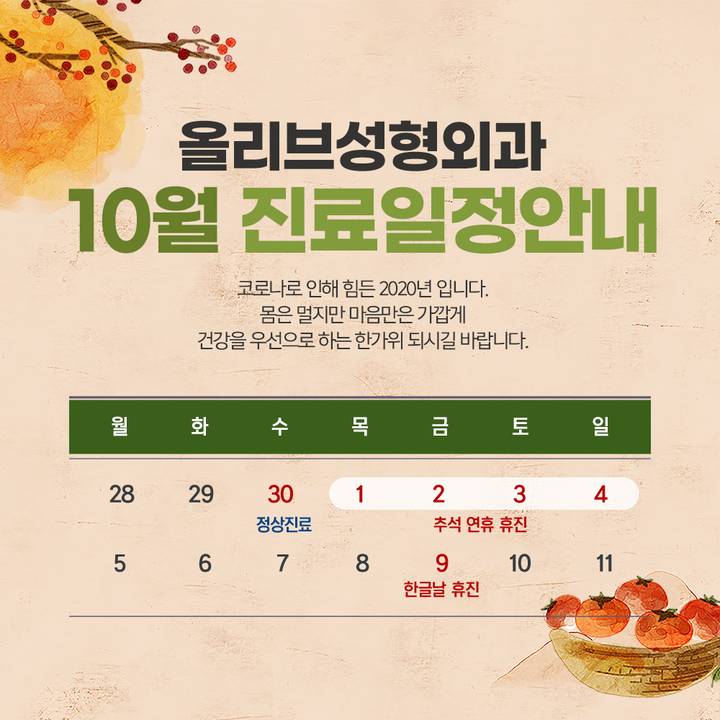 올리브성형외과
10월 진료일정안내
코로나로 인해 힘든 2020년 입니다.
몸은 멀지만 마음만은 가깝게
건강을 우선으로 하는 한가위 되시길 바랍니다.
월 화 수 목 금 토 일
28 29 30 1 2 3 4
정상진료 추석 연휴 휴진
5 6 7 8 9 10 11
한글날 휴진